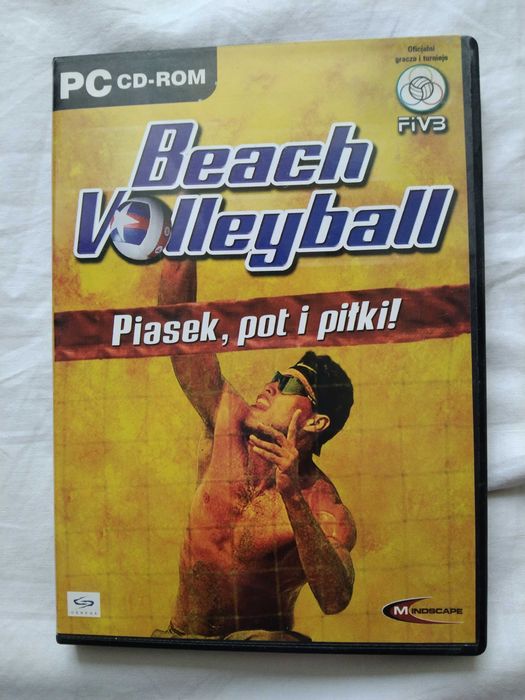 PC CD-ROM
Oficjalni
gracze i turnieje
FiVB
Beach
Volleyball
Piasek, pot i piłki!
MINDSCAPE